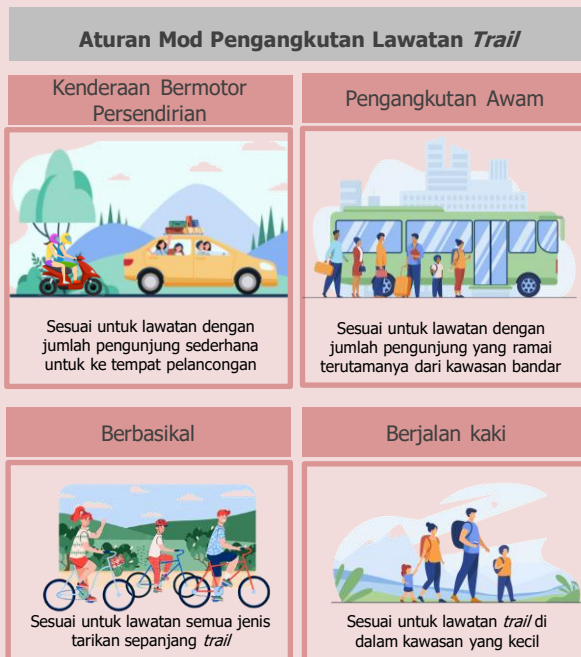 Aturan Mod Pengangkutan Lawatan Trail
Kenderaan Bermotor
Persendirian
Sesuai untuk lawatan dengan
jumlah pengunjung sederhana
untuk ke tempat pelancongan
Pengangkutan Awam
Sesuai untuk lawatan dengan
jumlah pengunjung yang ramai
terutamanya dari kawasan bandar
Berbasikal
Sesuai untuk lawatan semua jenis
tarikan sepanjang trail
Berjalan kaki
Sesuai untuk lawatan trail di
dalam kawasan yang kecil